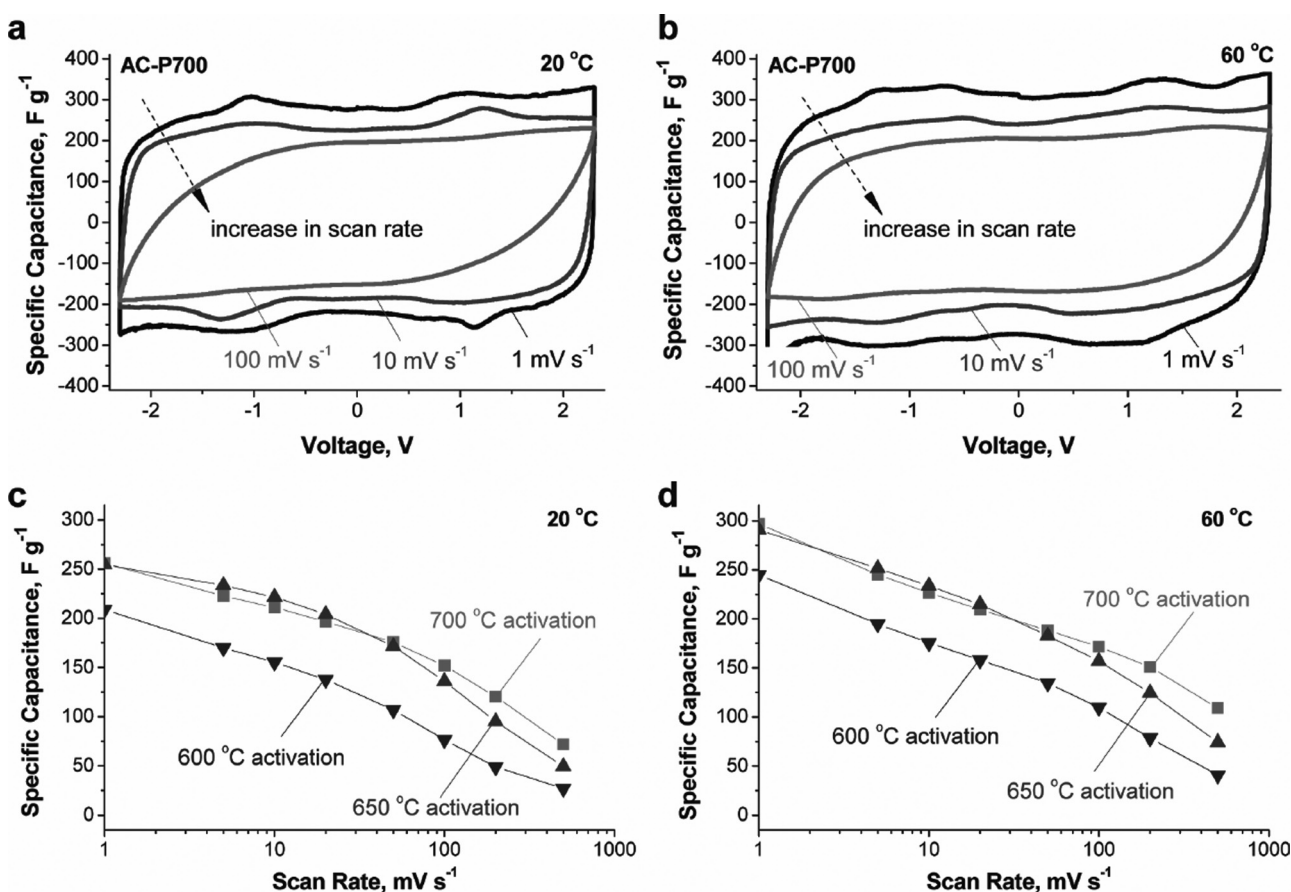 a
AC-P700
20 °C
400
300
200
100
0
-100
-200
-300
-400
Specific Capacitance, F g⁻¹
increase in scan rate
100 mV s⁻¹
10 mV s⁻¹
1 mV s⁻¹
-2
-1
0
1
2
Voltage, V
b
AC-P700
60 °C
400
300
200
100
0
-100
-200
-300
-400
Specific Capacitance, F g⁻¹
increase in scan rate
100 mV s⁻¹
10 mV s⁻¹
1 mV s⁻¹
-2
-1
0
1
2
Voltage, V
c
20 °C
300
250
200
150
100
50
0
Specific Capacitance, F g⁻¹
700 °C activation
600 °C activation
650 °C activation
1
10
100
1000
Scan Rate, mV s⁻¹
d
60 °C
300
250
200
150
100
50
0
Specific Capacitance, F g⁻¹
700 °C activation
600 °C activation
650 °C activation
1
10
100
1000
Scan Rate, mV s⁻¹